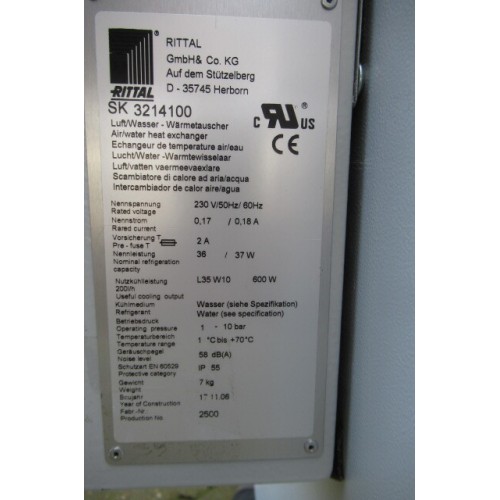 RITTAL
GmbH& Co. KG
Auf dem Stützelberg
D - 35745 Herborn
RITTAL
SK 3214100
Luft/Wasser - Wärmetauscher
Air/water heat exchanger
Echangeur de temperature air/eau
Lucht/Water -Warmtewisselaar
Luft/vatten vaermeevaexlare
Scambiatore di calore ad aria/acqua
Intercambiador de calor aire/agua
C RU US
CE
Nennspannung 230 V/50Hz/ 60Hz
Rated voltage
Nennstrom 0,17 / 0,18 A
Rared current
Vorsicherung T 2 A
Pre - fuse T
Nennleistung 36 / 37 W
Nominal refrigeration
capacity
Nutzkühlleistung L35 W10 600 W
200l/h
Useful cooling output
Kühlmedium Wasser (siehe Spezifikation)
Refrigerant Water (see specification)
Betriebsdruck
Operating pressure 1 - 10 bar
Temperaturbereich
Temperature range 1 °C bis +70°C
Geräuschpegel
Noise level 58 dB(A)
Schutzart EN 60529
Protective category IP 55
Gewicht
Weight 7 kg
Baujahr
Year of Construction 11.06
Fabr.-Nr.
Production No. 2500